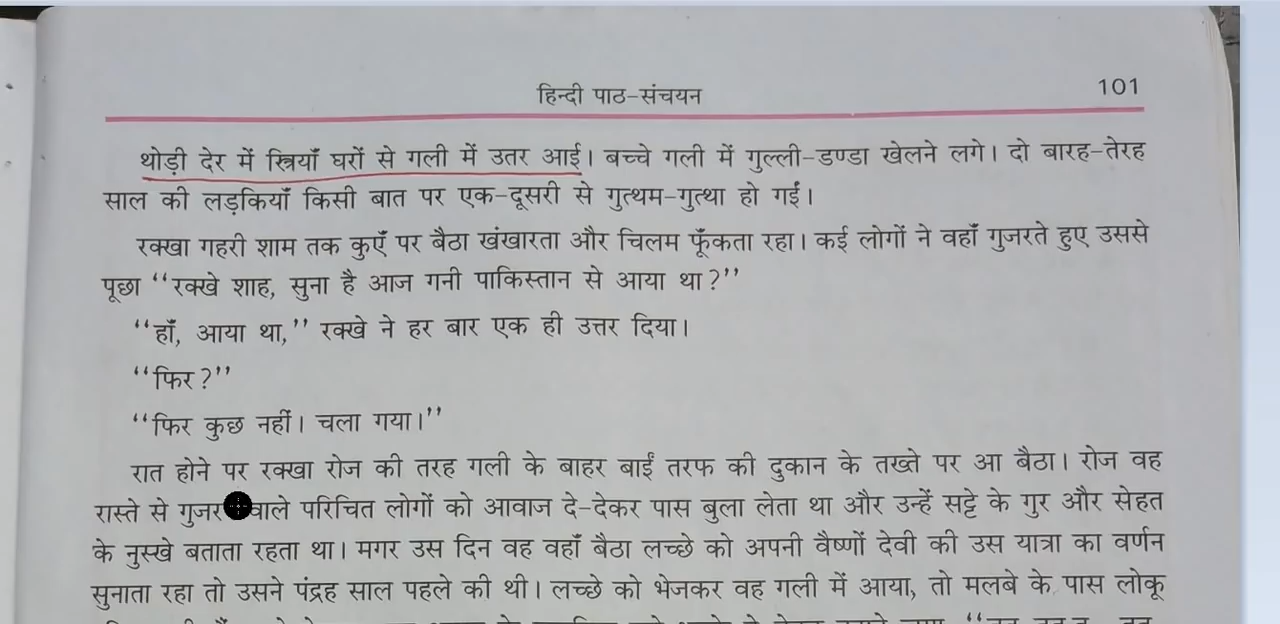 हिन्दी पाठ-संचयन
101
थोड़ी देर में स्त्रियाँ घरों से गली में उतर आई। बच्चे गली में गुल्ली-डण्डा खेलने लगे। दो बारह-तेरह
साल की लड़कियाँ किसी बात पर एक-दूसरी से गुत्थम-गुत्था हो गईं।
रक्खा गहरी शाम तक कुएँ पर बैठा खंखारता और चिलम फूँकता रहा। कई लोगों ने वहाँ गुजरते हुए उससे
पूछा ‘‘रक्खे शाह, सुना है आज गनी पाकिस्तान से आया था?’’
‘‘हाँ, आया था,’’ रक्खे ने हर बार एक ही उत्तर दिया।
‘‘फिर?’’
‘‘फिर कुछ नहीं। चला गया।’’
रात होने पर रक्खा रोज की तरह गली के बाहर बाईं तरफ की दुकान के तख्ते पर आ बैठा। रोज वह
रास्ते से गुजर वाले परिचित लोगों को आवाज दे-देकर पास बुला लेता था और उन्हें सट्टे के गुर और सेहत
के नुस्खे बताता रहता था। मगर उस दिन वह वहाँ बैठा लच्छे को अपनी वैष्णों देवी की उस यात्रा का वर्णन
सुनाता रहा तो उसने पंद्रह साल पहले की थी। लच्छे को भेजकर वह गली में आया, तो मलबे के पास लोकू